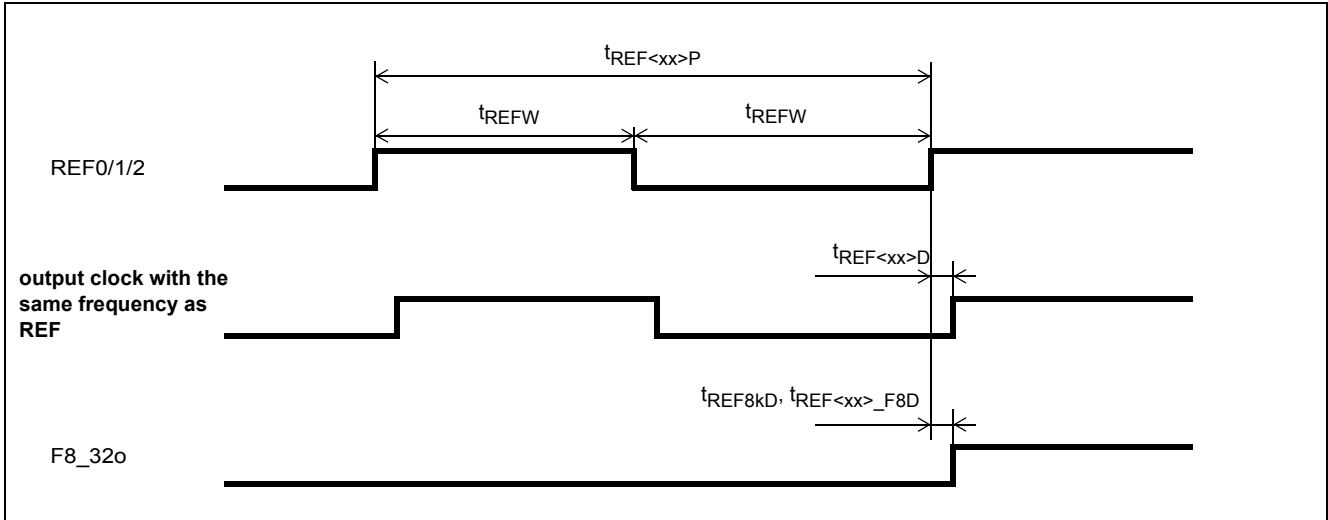 tREF<xx>P
tREFW tREFW
REF0/1/2
tREF<xx>D
output clock with the
same frequency as
REF
tREF8kD, tREF<xx>_F8D
F8_32o